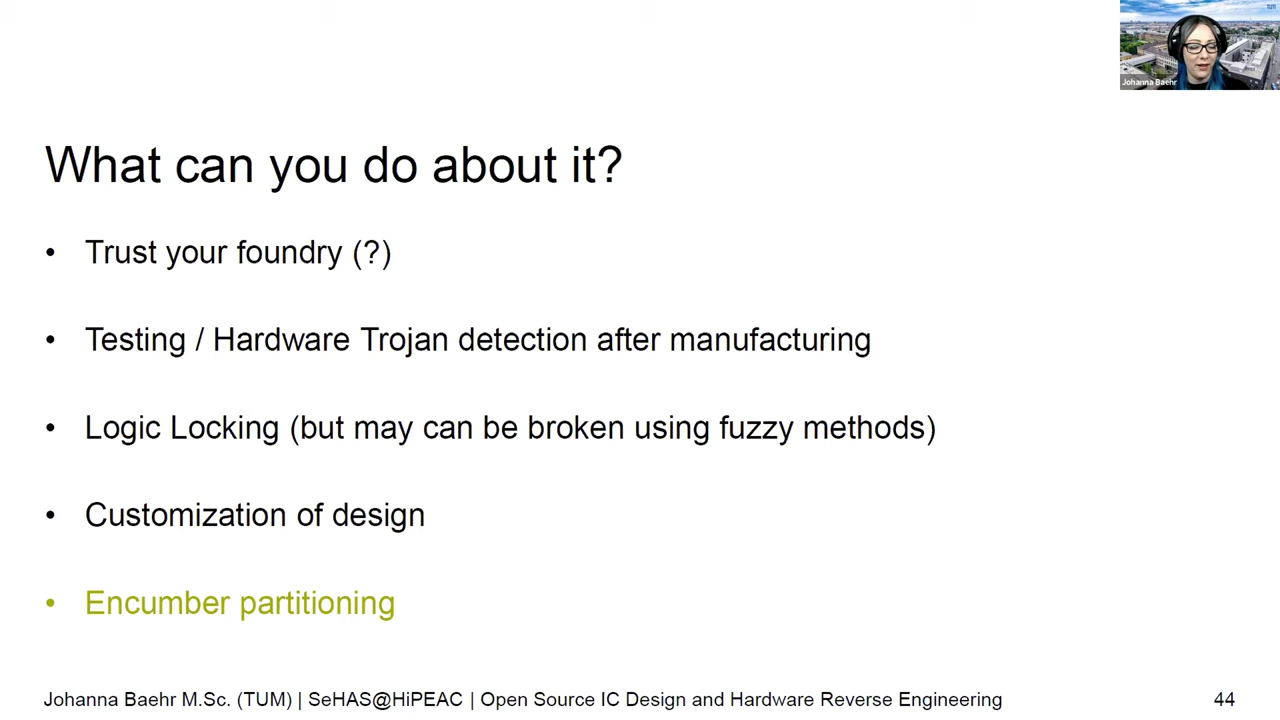 Johanna Baehr
What can you do about it?
• Trust your foundry (?)
• Testing / Hardware Trojan detection after manufacturing
• Logic Locking (but may can be broken using fuzzy methods)
• Customization of design
• Encumber partitioning
Johanna Baehr M.Sc. (TUM) | SeHAS@HiPEAC | Open Source IC Design and Hardware Reverse Engineering 44